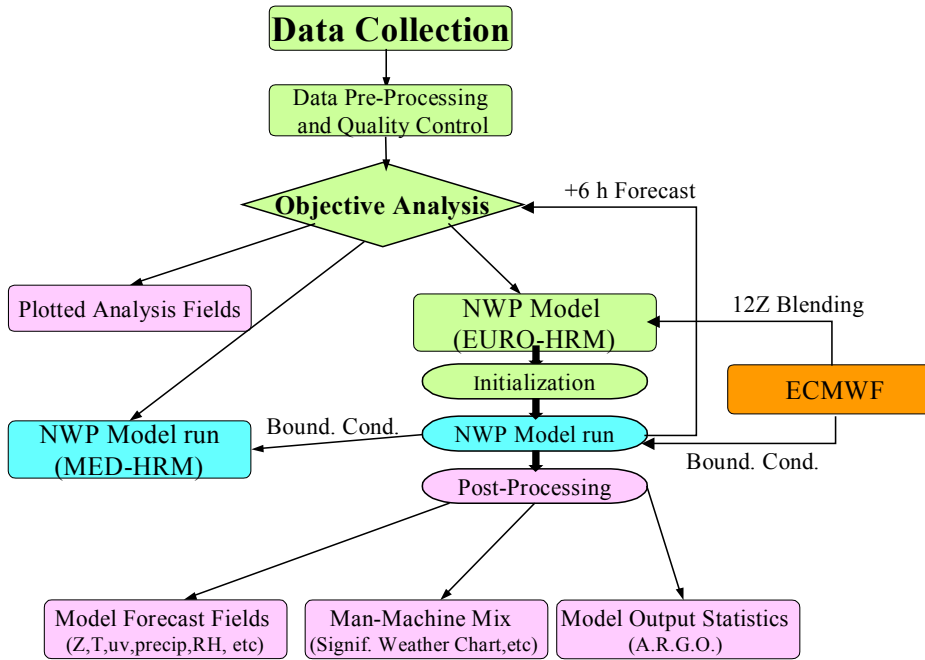 Data Collection
Data Pre-Processing
and Quality Control
+6 h Forecast
Objective Analysis
Plotted Analysis Fields
NWP Model
(EURO-HRM)
12Z Blending
Initialization
ECMWF
NWP Model run
(MED-HRM)
Bound. Cond.
NWP Model run
Bound. Cond.
Post-Processing
Model Forecast Fields
(Z,T,uv,precip,RH, etc)
Man-Machine Mix
(Signif. Weather Chart,etc)
Model Output Statistics
(A.R.G.O.)